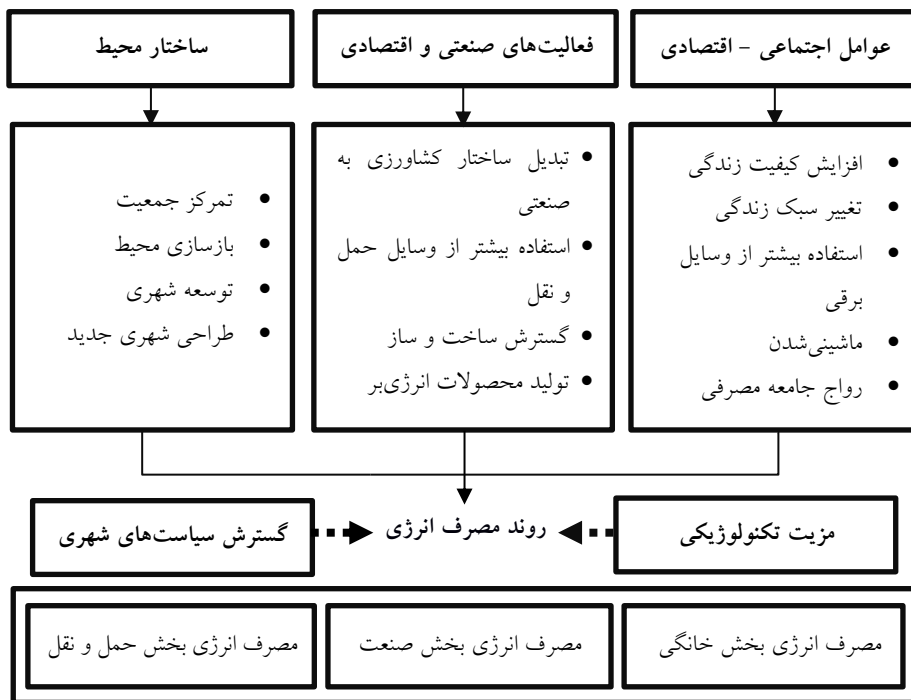 عوامل اجتماعی – اقتصادی
فعالیت‌های صنعتی و اقتصادی
ساختار محیط
• افزایش کیفیت زندگی
• تغییر سبک زندگی
• استفاده بیشتر از وسایل
برقی
• ماشینی‌شدن
• رواج جامعه مصرفی
• تبدیل ساختار کشاورزی به
صنعتی
• استفاده بیشتر از وسایل حمل
و نقل
• گسترش ساخت و ساز
• تولید محصولات انرژی‌بر
• تمرکز جمعیت
• بازسازی محیط
• توسعه شهری
• طراحی شهری جدید
مزیت تکنولوژیکی
روند مصرف انرژی
گسترش سیاست‌های شهری
مصرف انرژی بخش خانگی
مصرف انرژی بخش صنعت
مصرف انرژی بخش حمل و نقل